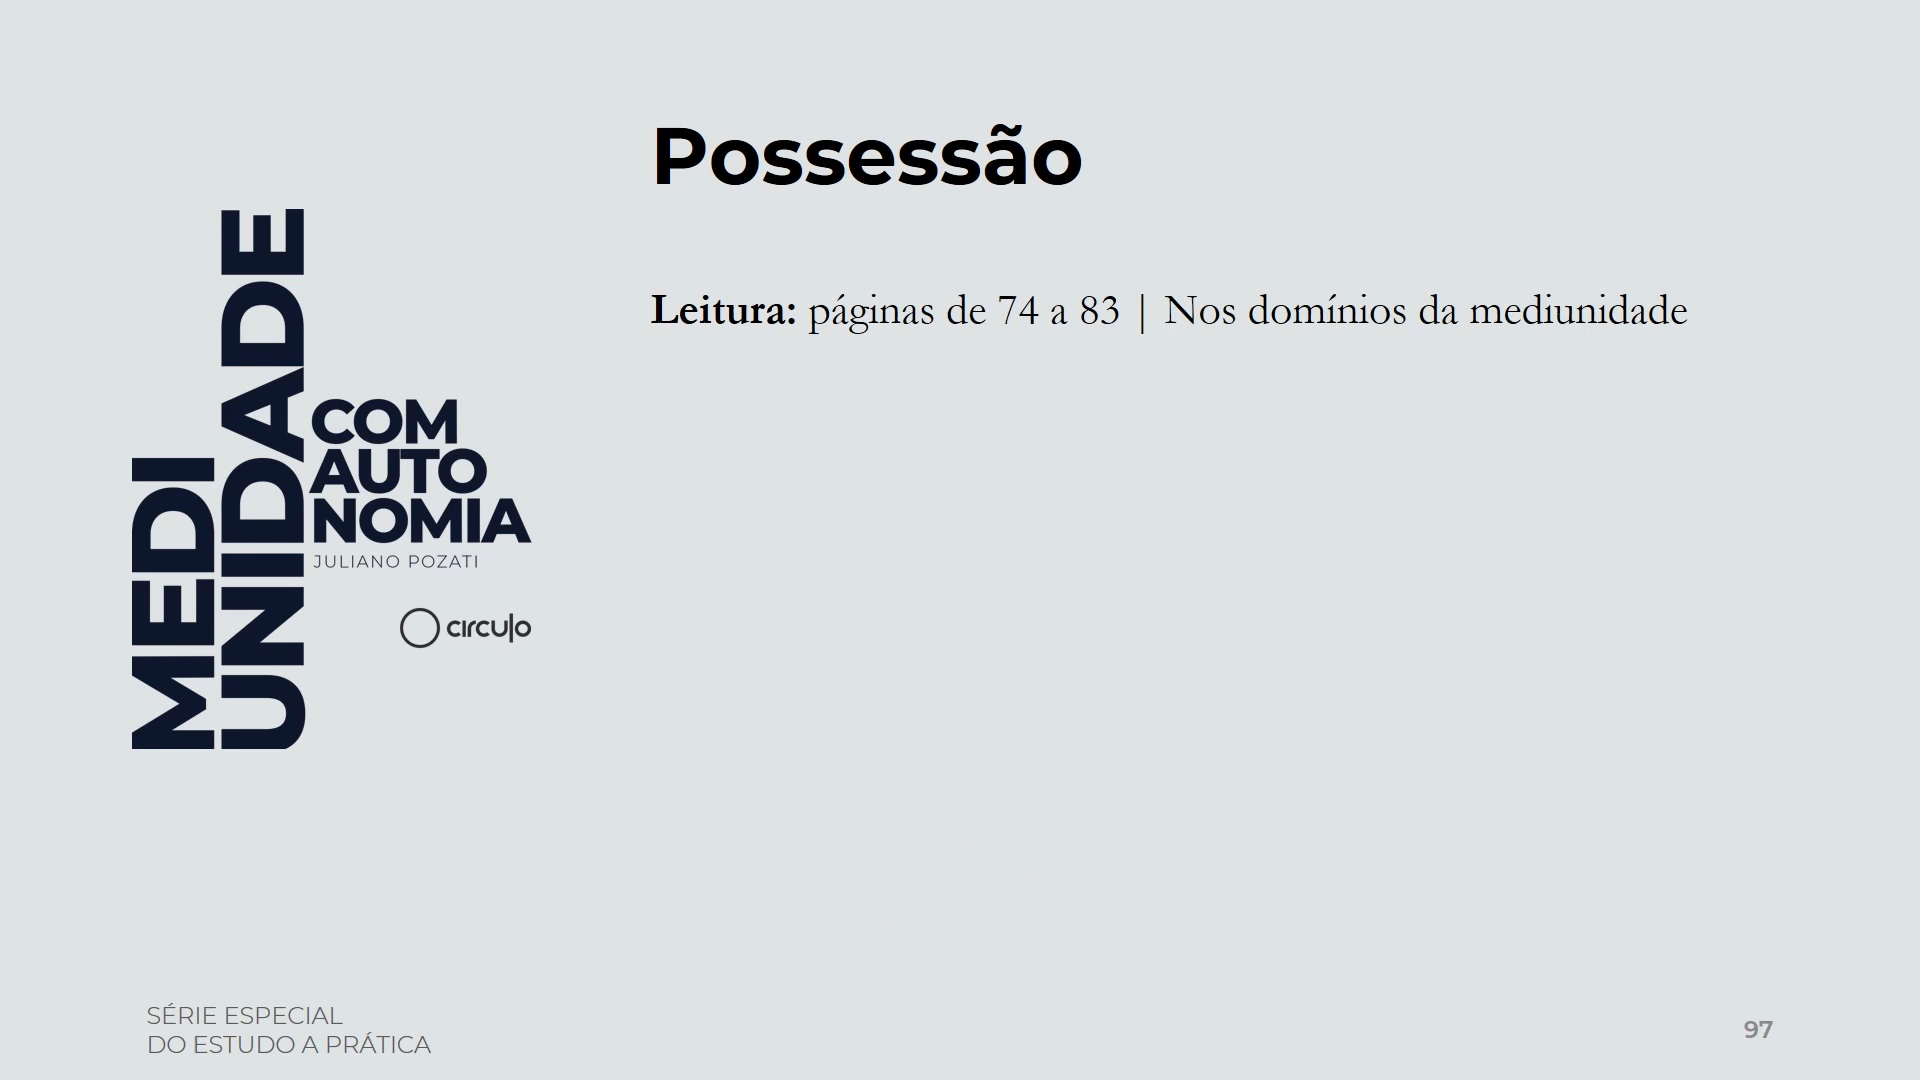 Possessão
Leitura: páginas de 74 a 83 | Nos domínios da mediunidade
MEDI
UNIDADE
COM
AUTO
NOMIA
JULIANO POZATI
circulo
SÉRIE ESPECIAL
DO ESTUDO A PRÁTICA
97